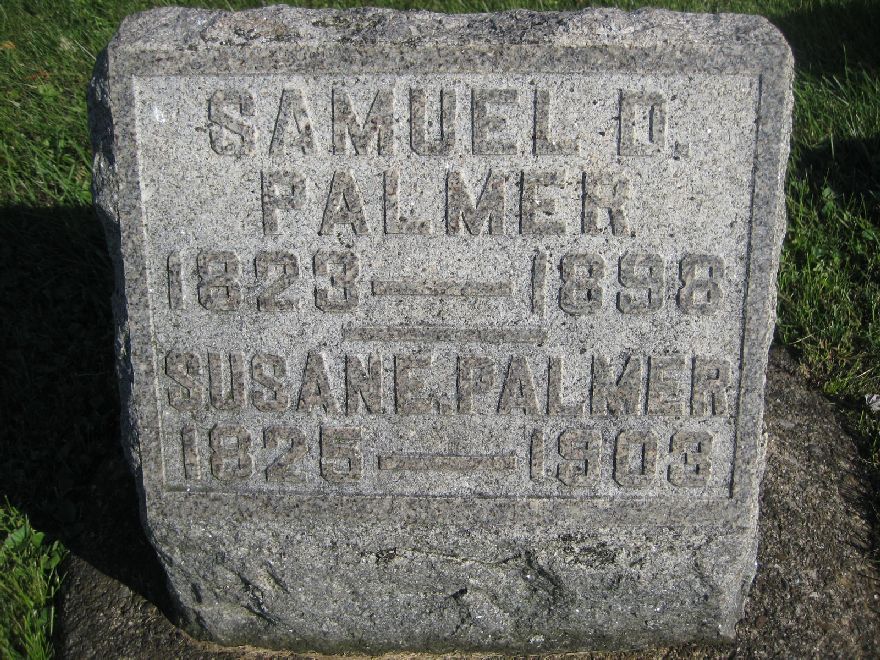 SAMUEL D.
PALMER
1823 — 1898
SUSAN E. PALMER
1825 — 1903